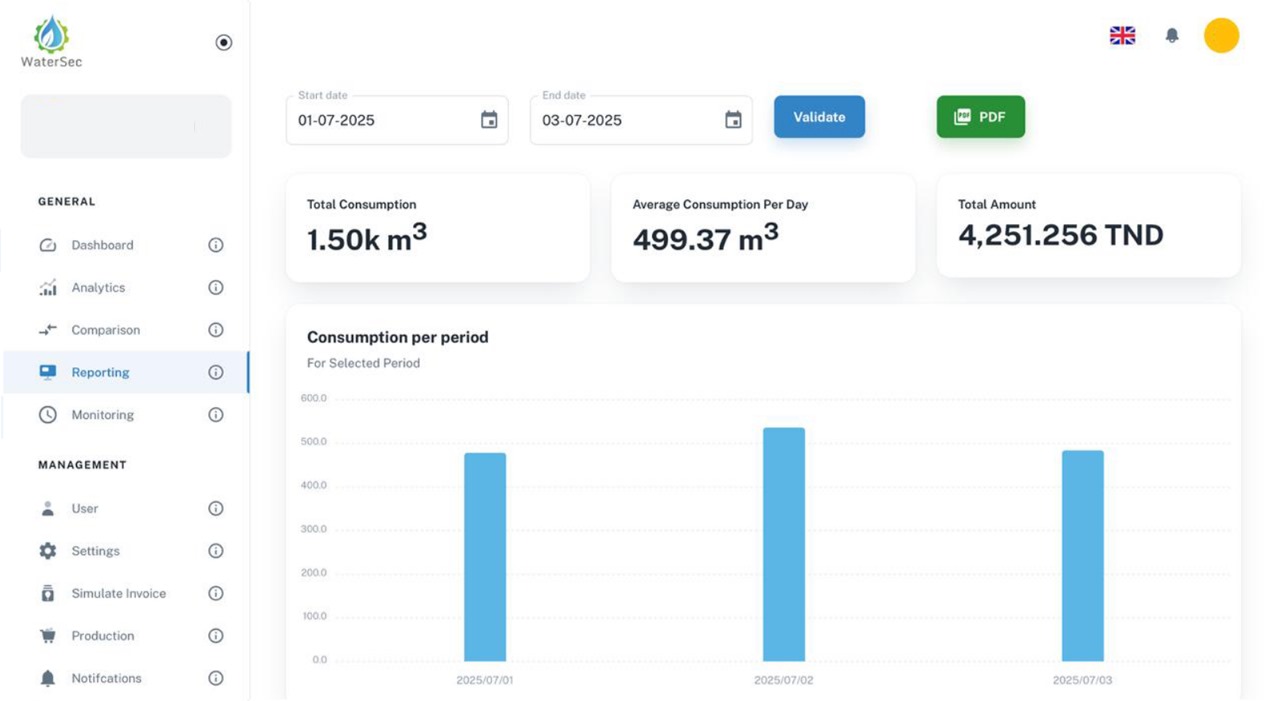 WaterSec
GENERAL
Dashboard
Analytics
Comparison
Reporting
Monitoring
MANAGEMENT
User
Settings
Simulate Invoice
Production
Notifcations
Start date
01-07-2025
End date
03-07-2025
Validate
PDF
PDF
Total Consumption
1.50k m³
Average Consumption Per Day
499.37 m³
Total Amount
4,251.256 TND
Consumption per period
For Selected Period
600.0
500.0
400.0
300.0
200.0
100.0
0.0
2025/07/01
2025/07/02
2025/07/03